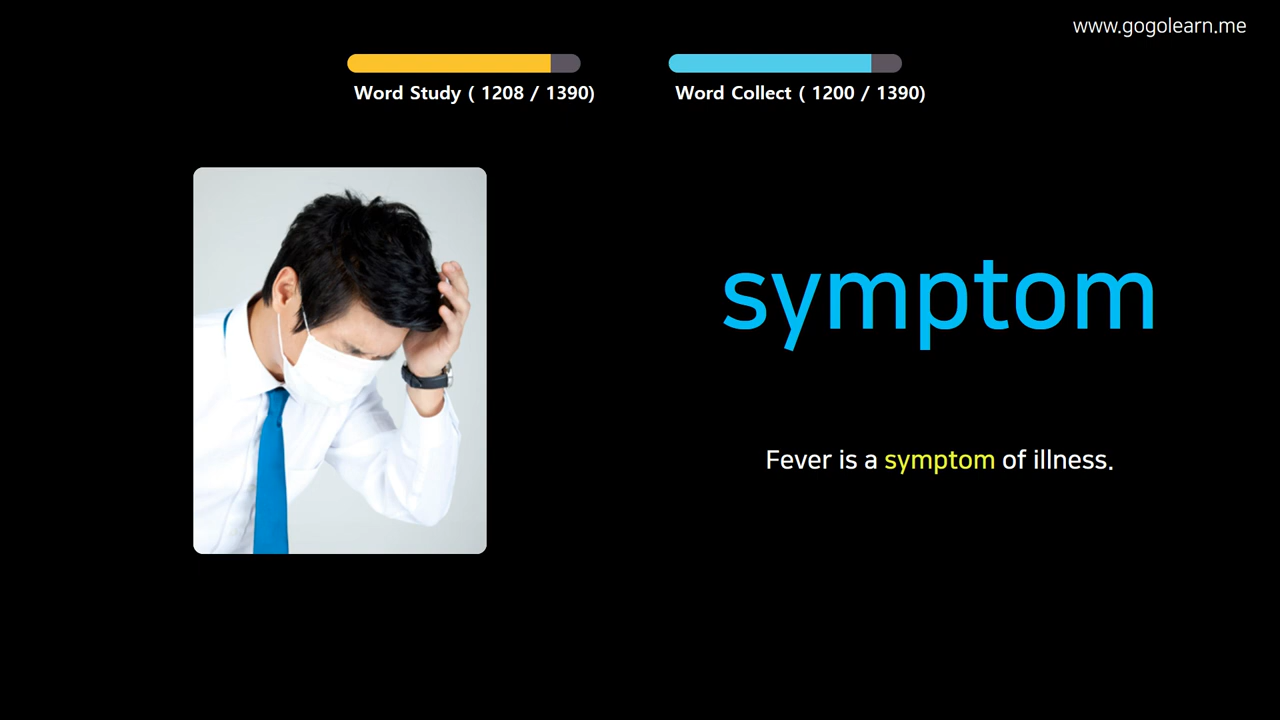 www.gogolearn.me
Word Study ( 1208 / 1390)
Word Collect ( 1200 / 1390)
symptom
Fever is a symptom of illness.